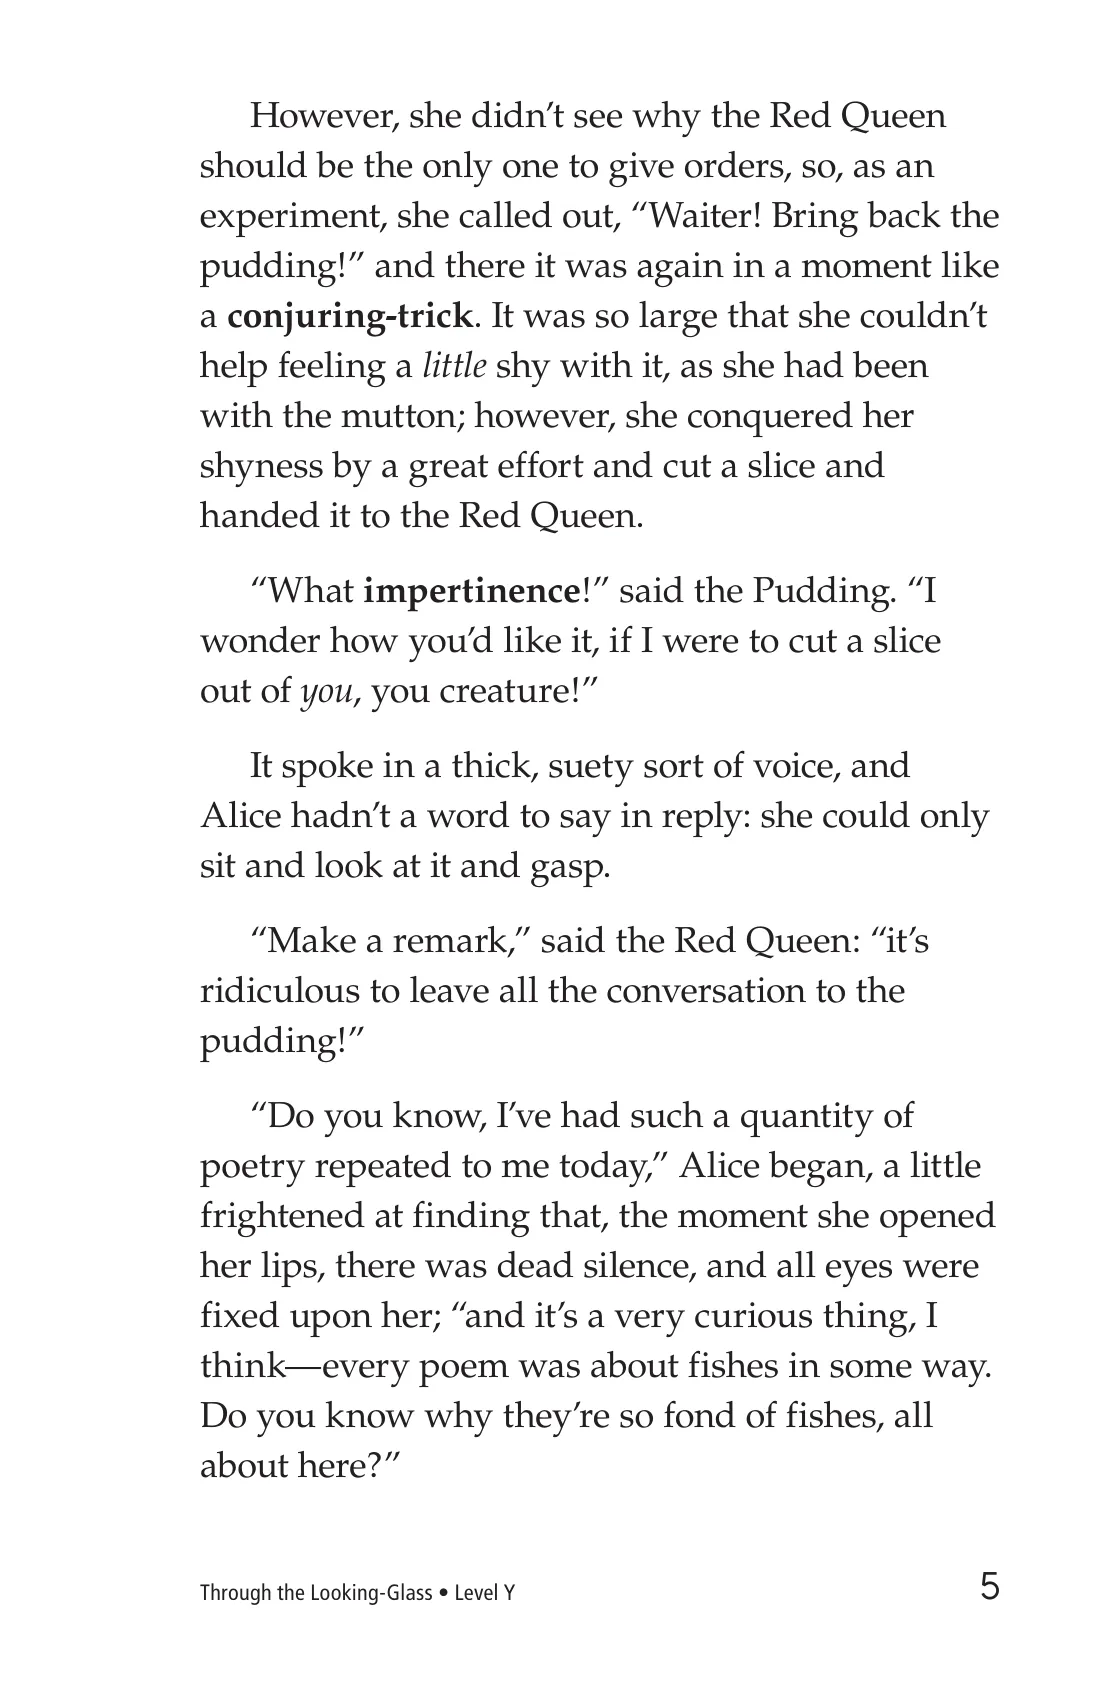 However, she didn’t see why the Red Queen
should be the only one to give orders, so, as an
experiment, she called out, “Waiter! Bring back the
pudding!” and there it was again in a moment like
a conjuring-trick. It was so large that she couldn’t
help feeling a little shy with it, as she had been
with the mutton; however, she conquered her
shyness by a great effort and cut a slice and
handed it to the Red Queen.
“What impertinence!” said the Pudding. “I
wonder how you’d like it, if I were to cut a slice
out of you, you creature!”
It spoke in a thick, suety sort of voice, and
Alice hadn’t a word to say in reply: she could only
sit and look at it and gasp.
“Make a remark,” said the Red Queen: “it’s
ridiculous to leave all the conversation to the
pudding!”
“Do you know, I’ve had such a quantity of
poetry repeated to me today,” Alice began, a little
frightened at finding that, the moment she opened
her lips, there was dead silence, and all eyes were
fixed upon her; “and it’s a very curious thing, I
think—every poem was about fishes in some way.
Do you know why they’re so fond of fishes, all
about here?”
Through the Looking-Glass • Level Y 5